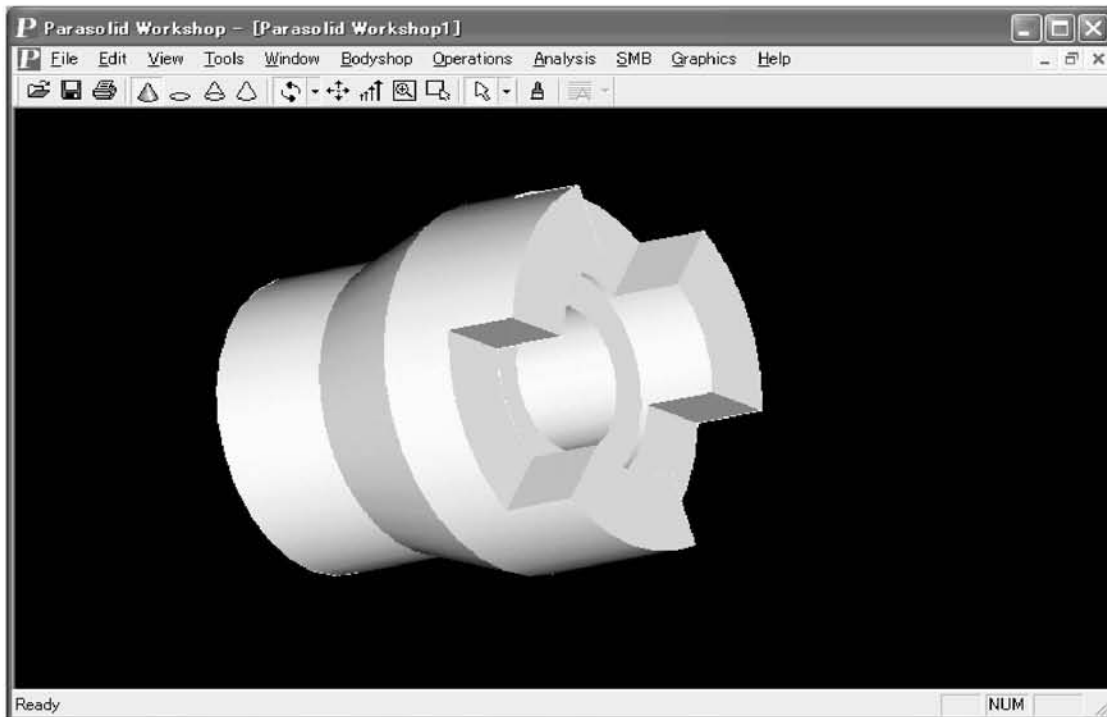 P Parasolid Workshop - [Parasolid Workshop1]
P File Edit View Tools Window Bodyshop Operations Analysis SMB Graphics Help
Ready NUM